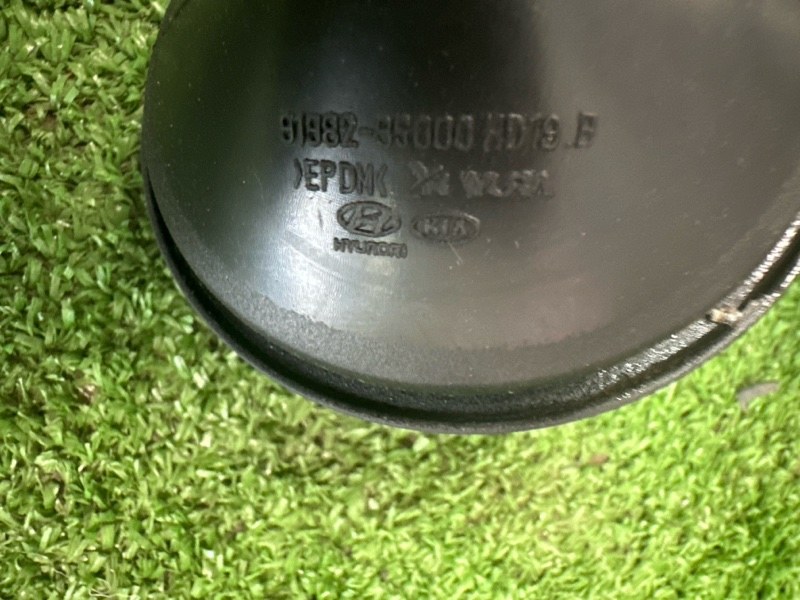 91982-3S000 HD19.B
>EPDM<
HYUNDAI KIA